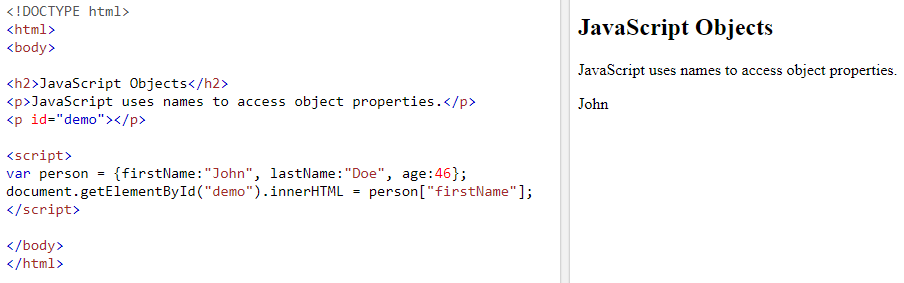 <!DOCTYPE html>
<html>
<body>

<h2>JavaScript Objects</h2>
<p>JavaScript uses names to access object properties.</p>
<p id="demo"></p>

<script>
var person = {firstName:"John", lastName:"Doe", age:46};
document.getElementById("demo").innerHTML = person["firstName"];
</script>

</body>
</html>

JavaScript Objects
JavaScript uses names to access object properties.
John